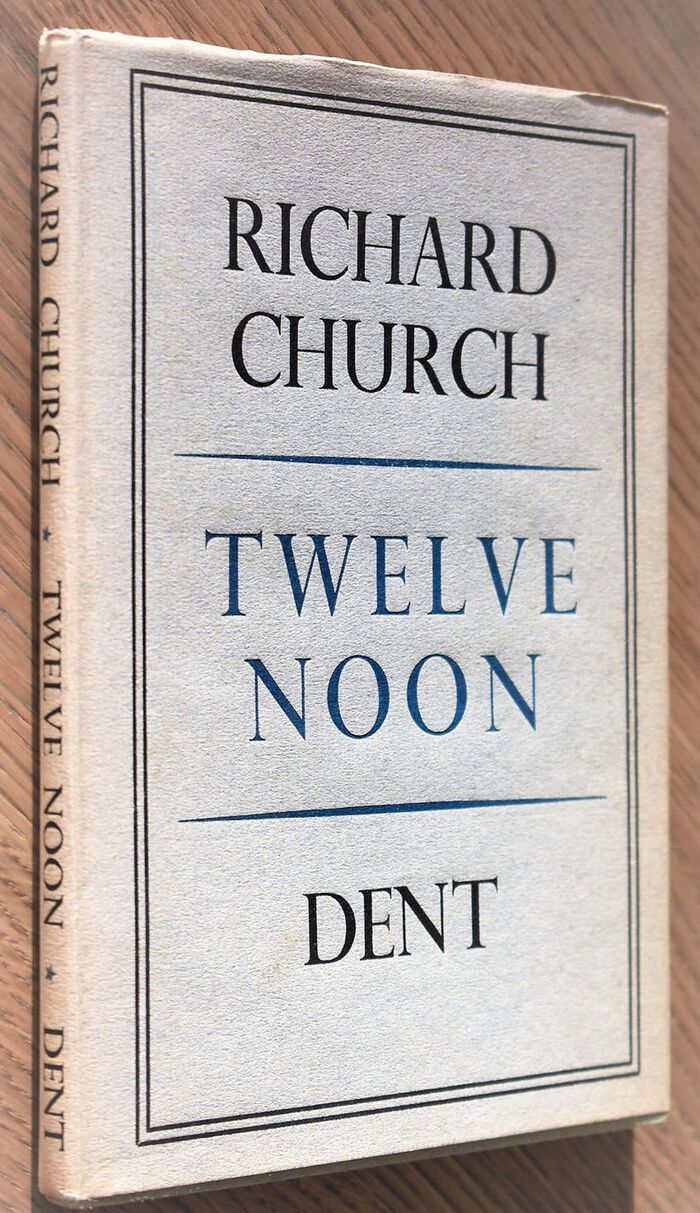 RICHARD CHURCH ★ TWELVE NOON ★ DENT
RICHARD
CHURCH
TWELVE
NOON
DENT